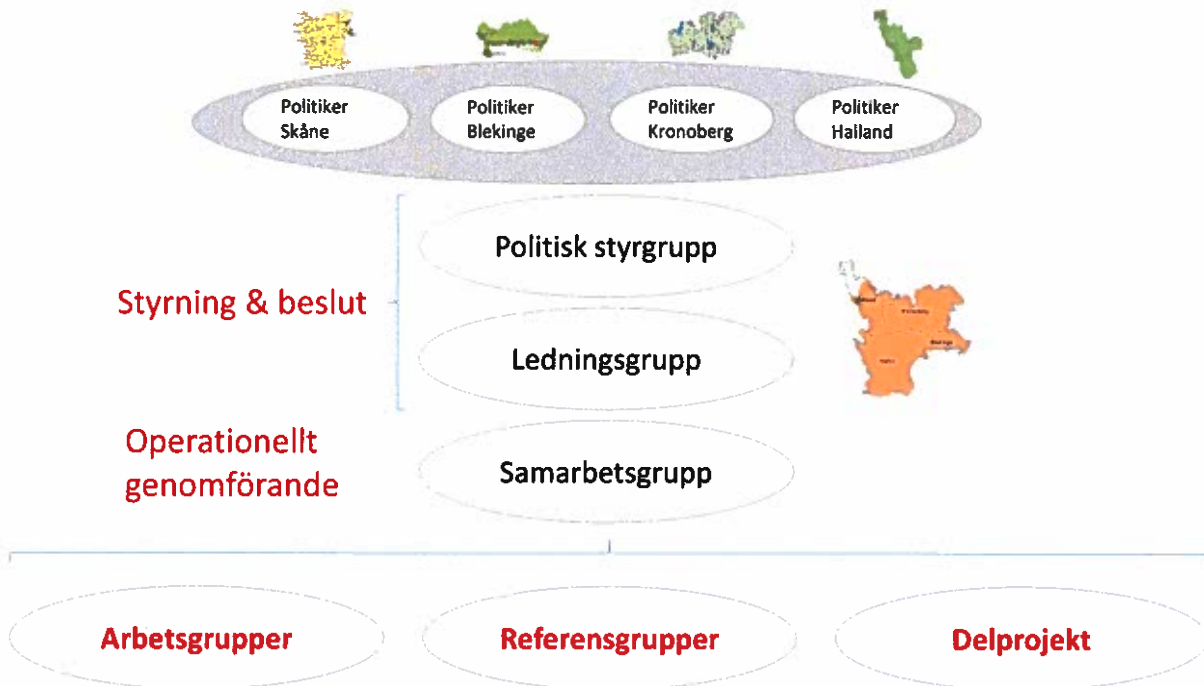 Politiker
Skåne
Politiker
Blekinge
Politiker
Kronoberg
Politiker
Halland
Politisk styrgrupp
Styrning & beslut
Ledningsgrupp
Operationellt
genomförande
Samarbetsgrupp
Arbetsgrupper
Referensgrupper
Delprojekt